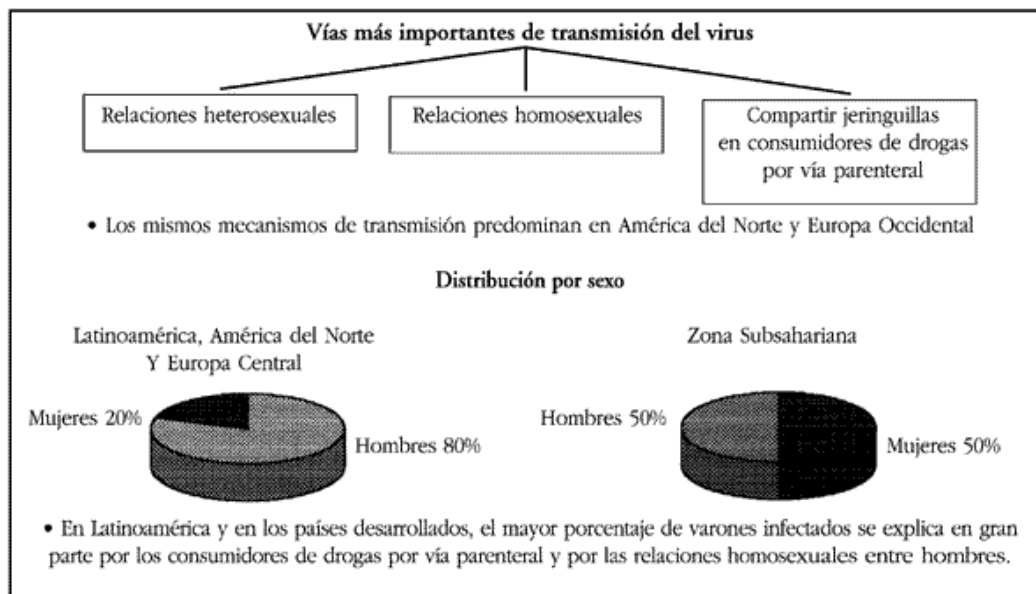 Vías más importantes de transmisión del virus
Relaciones heterosexuales
Relaciones homosexuales
Compartir jeringuillas
en consumidores de drogas
por vía parenteral
• Los mismos mecanismos de transmisión predominan en América del Norte y Europa Occidental
Distribución por sexo
Latinoamérica, América del Norte
Y Europa Central
Mujeres 20%
Hombres 80%
Zona Subsahariana
Hombres 50%
Mujeres 50%
• En Latinoamérica y en los países desarrollados, el mayor porcentaje de varones infectados se explica en gran
parte por los consumidores de drogas por vía parenteral y por las relaciones homosexuales entre hombres.